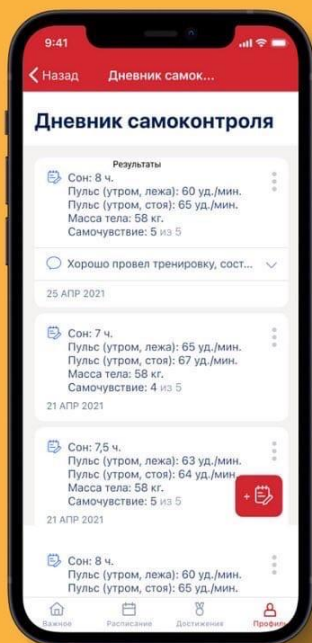 9:41
Назад Дневник самок...
Дневник самоконтроля
Результаты
Сон: 8 ч.
Пульс (утром, лежа): 60 уд./мин.
Пульс (утром, стоя): 65 уд./мин.
Масса тела: 58 кг.
Самочувствие: 5 из 5
Хорошо провел тренировку, сост...
25 АПР 2021
Сон: 7 ч.
Пульс (утром, лежа): 65 уд./мин.
Пульс (утром, стоя): 67 уд./мин.
Масса тела: 58 кг.
Самочувствие: 4 из 5
21 АПР 2021
Сон: 7,5 ч.
Пульс (утром, лежа): 63 уд./мин.
Пульс (утром, стоя): 64 уд./мин.
Масса тела: 58 кг.
Самочувствие: 5 из 5
21 АПР 2021
Сон: 8 ч.
Пульс (утром, лежа): 60 уд./мин.
Пульс (утром, стоя): 65 уд./мин.
Важное Расписание Достижения Профиль